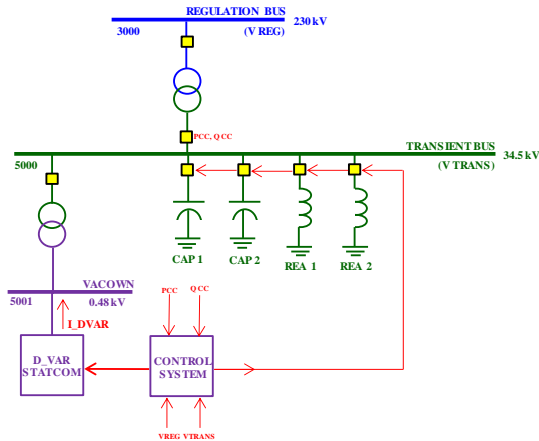 REGULATION BUS
3000
(V REG)
230 kV
PCC, QCC
TRANSIENT BUS
5000
(V TRANS)
34.5 kV
CAP 1
CAP 2
REA 1
REA 2
VACOWN
5001
0.48 kV
I_DVAR
PCC
QCC
D_VAR
STATCOM
CONTROL
SYSTEM
VREG VTRANS